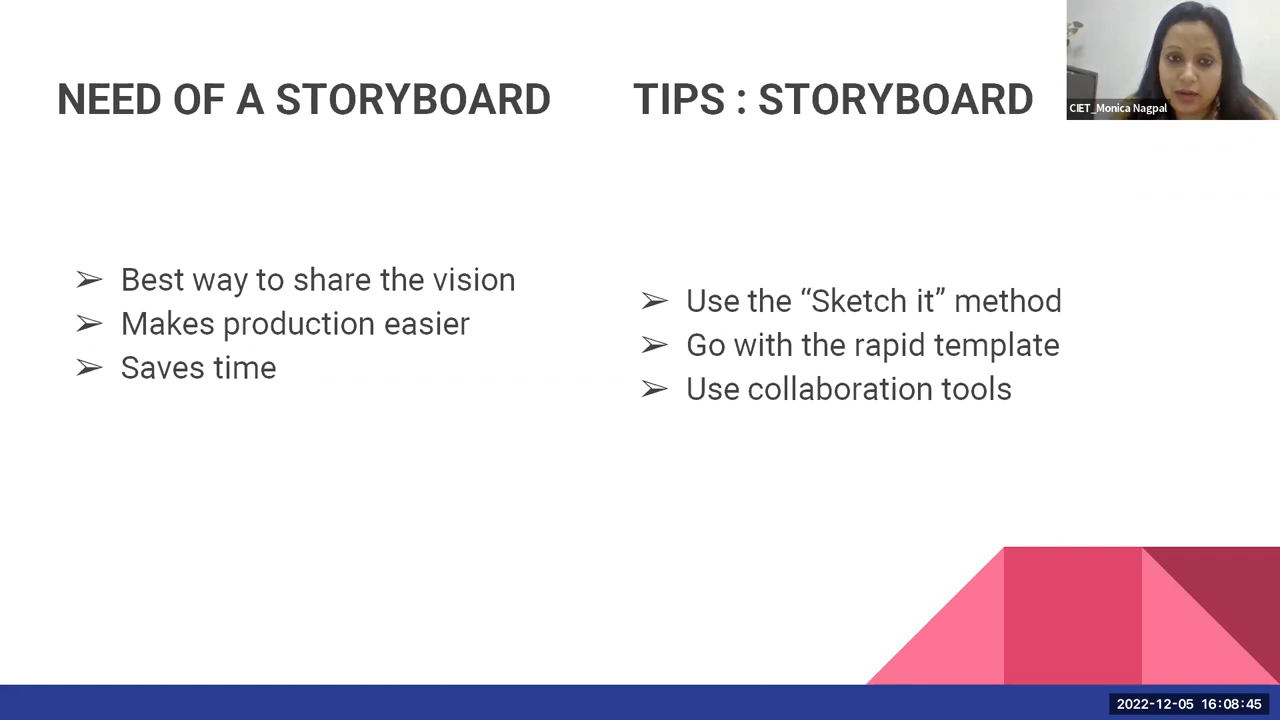 NEED OF A STORYBOARD
➢ Best way to share the vision
➢ Makes production easier
➢ Saves time
TIPS : STORYBOARD
➢ Use the “Sketch it” method
➢ Go with the rapid template
➢ Use collaboration tools
CIET_Monica Nagpal
2022-12-05 16:08:45